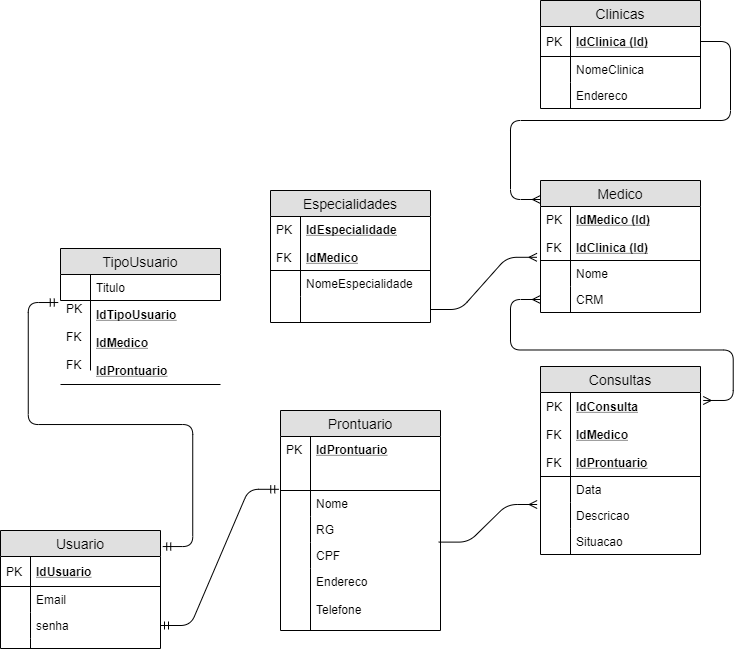 Clinicas
PK IdClinica (Id)
NomeClinica
Endereco
Medico
PK IdMedico (Id)
FK IdClinica (Id)
Nome
CRM
Especialidades
PK IdEspecialidade
FK IdMedico
NomeEspecialidade
TipoUsuario
Titulo
PK IdTipoUsuario
FK IdMedico
FK IdProntuario
Consultas
PK IdConsulta
FK IdMedico
FK IdProntuario
Data
Descricao
Situacao
Prontuario
PK IdProntuario
Nome
RG
CPF
Endereco
Telefone
Usuario
PK IdUsuario
Email
senha